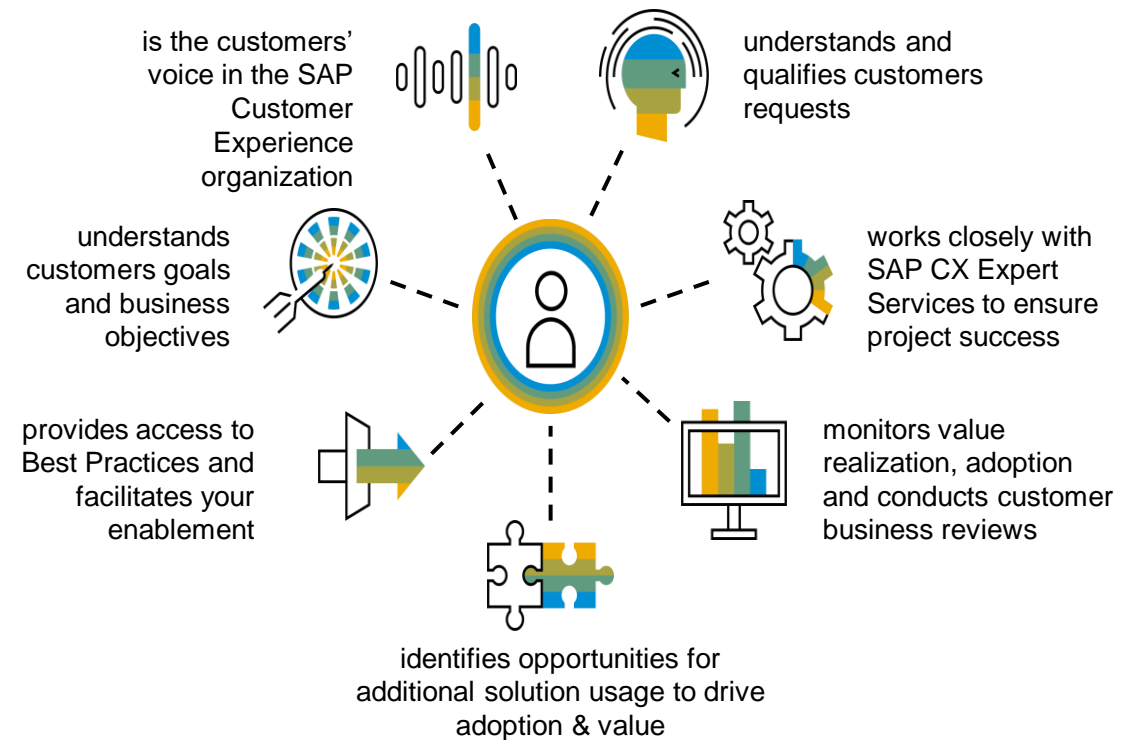 is the customers’
voice in the SAP
Customer
Experience
organization
understands and
qualifies customers
requests
understands
customers goals
and business
objectives
works closely with
SAP CX Expert
Services to ensure
project success
provides access to
Best Practices and
facilitates your
enablement
monitors value
realization, adoption
and conducts customer
business reviews
identifies opportunities for
additional solution usage to drive
adoption & value